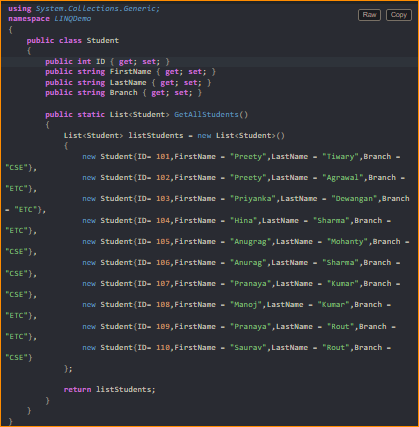 using System.Collections.Generic;
Raw
Copy
namespace LINQDemo
{
public class Student
{
public int ID { get; set; }
public string FirstName { get; set; }
public string LastName { get; set; }
public string Branch { get; set; }
public static List<Student> GetAllStudents()
{
List<Student> listStudents = new List<Student>()
{
new Student{ID= 101,FirstName = "Preety",LastName = "Tiwary",Branch =
"CSE"},
new Student{ID= 102,FirstName = "Preety",LastName = "Agrawal",Branch =
"ETC"},
new Student{ID= 103,FirstName = "Priyanka",LastName = "Dewangan",Branch
= "ETC"},
new Student{ID= 104,FirstName = "Hina",LastName = "Sharma",Branch =
"ETC"},
new Student{ID= 105,FirstName = "Anugrag",LastName = "Mohanty",Branch =
"CSE"},
new Student{ID= 106,FirstName = "Anurag",LastName = "Sharma",Branch =
"CSE"},
new Student{ID= 107,FirstName = "Pranaya",LastName = "Kumar",Branch =
"CSE"},
new Student{ID= 108,FirstName = "Manoj",LastName = "Kumar",Branch =
"ETC"},
new Student{ID= 109,FirstName = "Pranaya",LastName = "Rout",Branch =
"ETC"},
new Student{ID= 110,FirstName = "Saurav",LastName = "Rout",Branch =
"CSE"}
};
return listStudents;
}
}
}